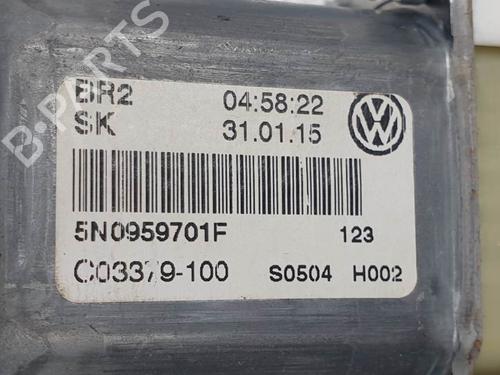 BR2 04:58:22
SK 31.01.15
5N0959701F 123
C03379-100 S0504 H002
B-PARTS